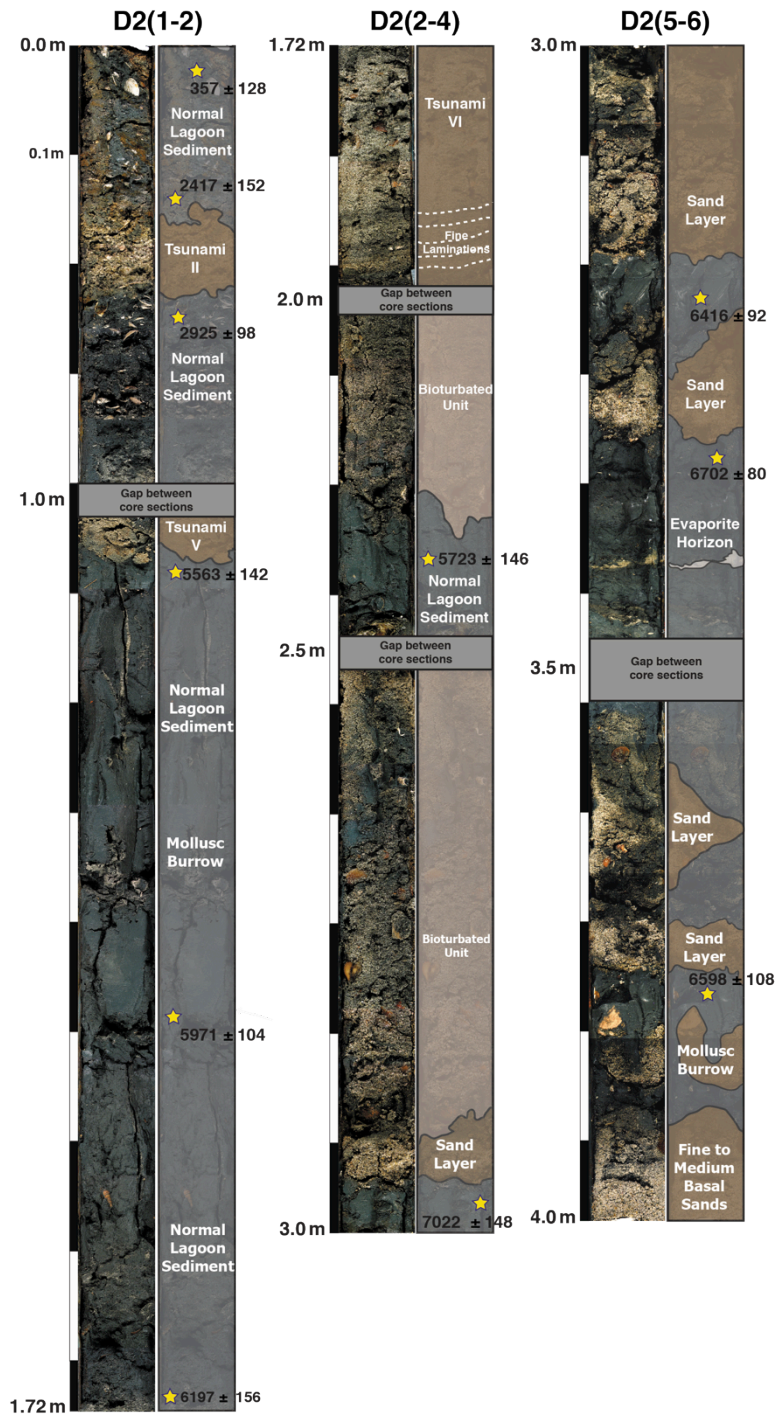 D2(1-2)
0.0 m
357 ± 128
Normal
Lagoon
Sediment
0.1m
2417 ± 152
Tsunami
II
2925 ± 98
Normal
Lagoon
Sediment
1.0 m
Gap between
core sections
Tsunami
V
5563 ± 142
Normal
Lagoon
Sediment
Mollusc
Burrow
5971 ± 104
Normal
Lagoon
Sediment
6197 ± 156
1.72 m
D2(2-4)
1.72 m
Tsunami
VI
Fine
Laminations
2.0 m
Gap between
core sections
Bioturbated
Unit
5723 ± 146
Normal
Lagoon
Sediment
2.5 m
Gap between
core sections
Bioturbated
Unit
Sand
Layer
7022 ± 148
3.0 m
D2(5-6)
3.0 m
Sand
Layer
6416 ± 92
Sand
Layer
6702 ± 80
Evaporite
Horizon
3.5 m
Gap between
core sections
Sand
Layer
Sand
Layer
6598 ± 108
Mollusc
Burrow
Fine to
Medium
Basal
Sands
4.0 m